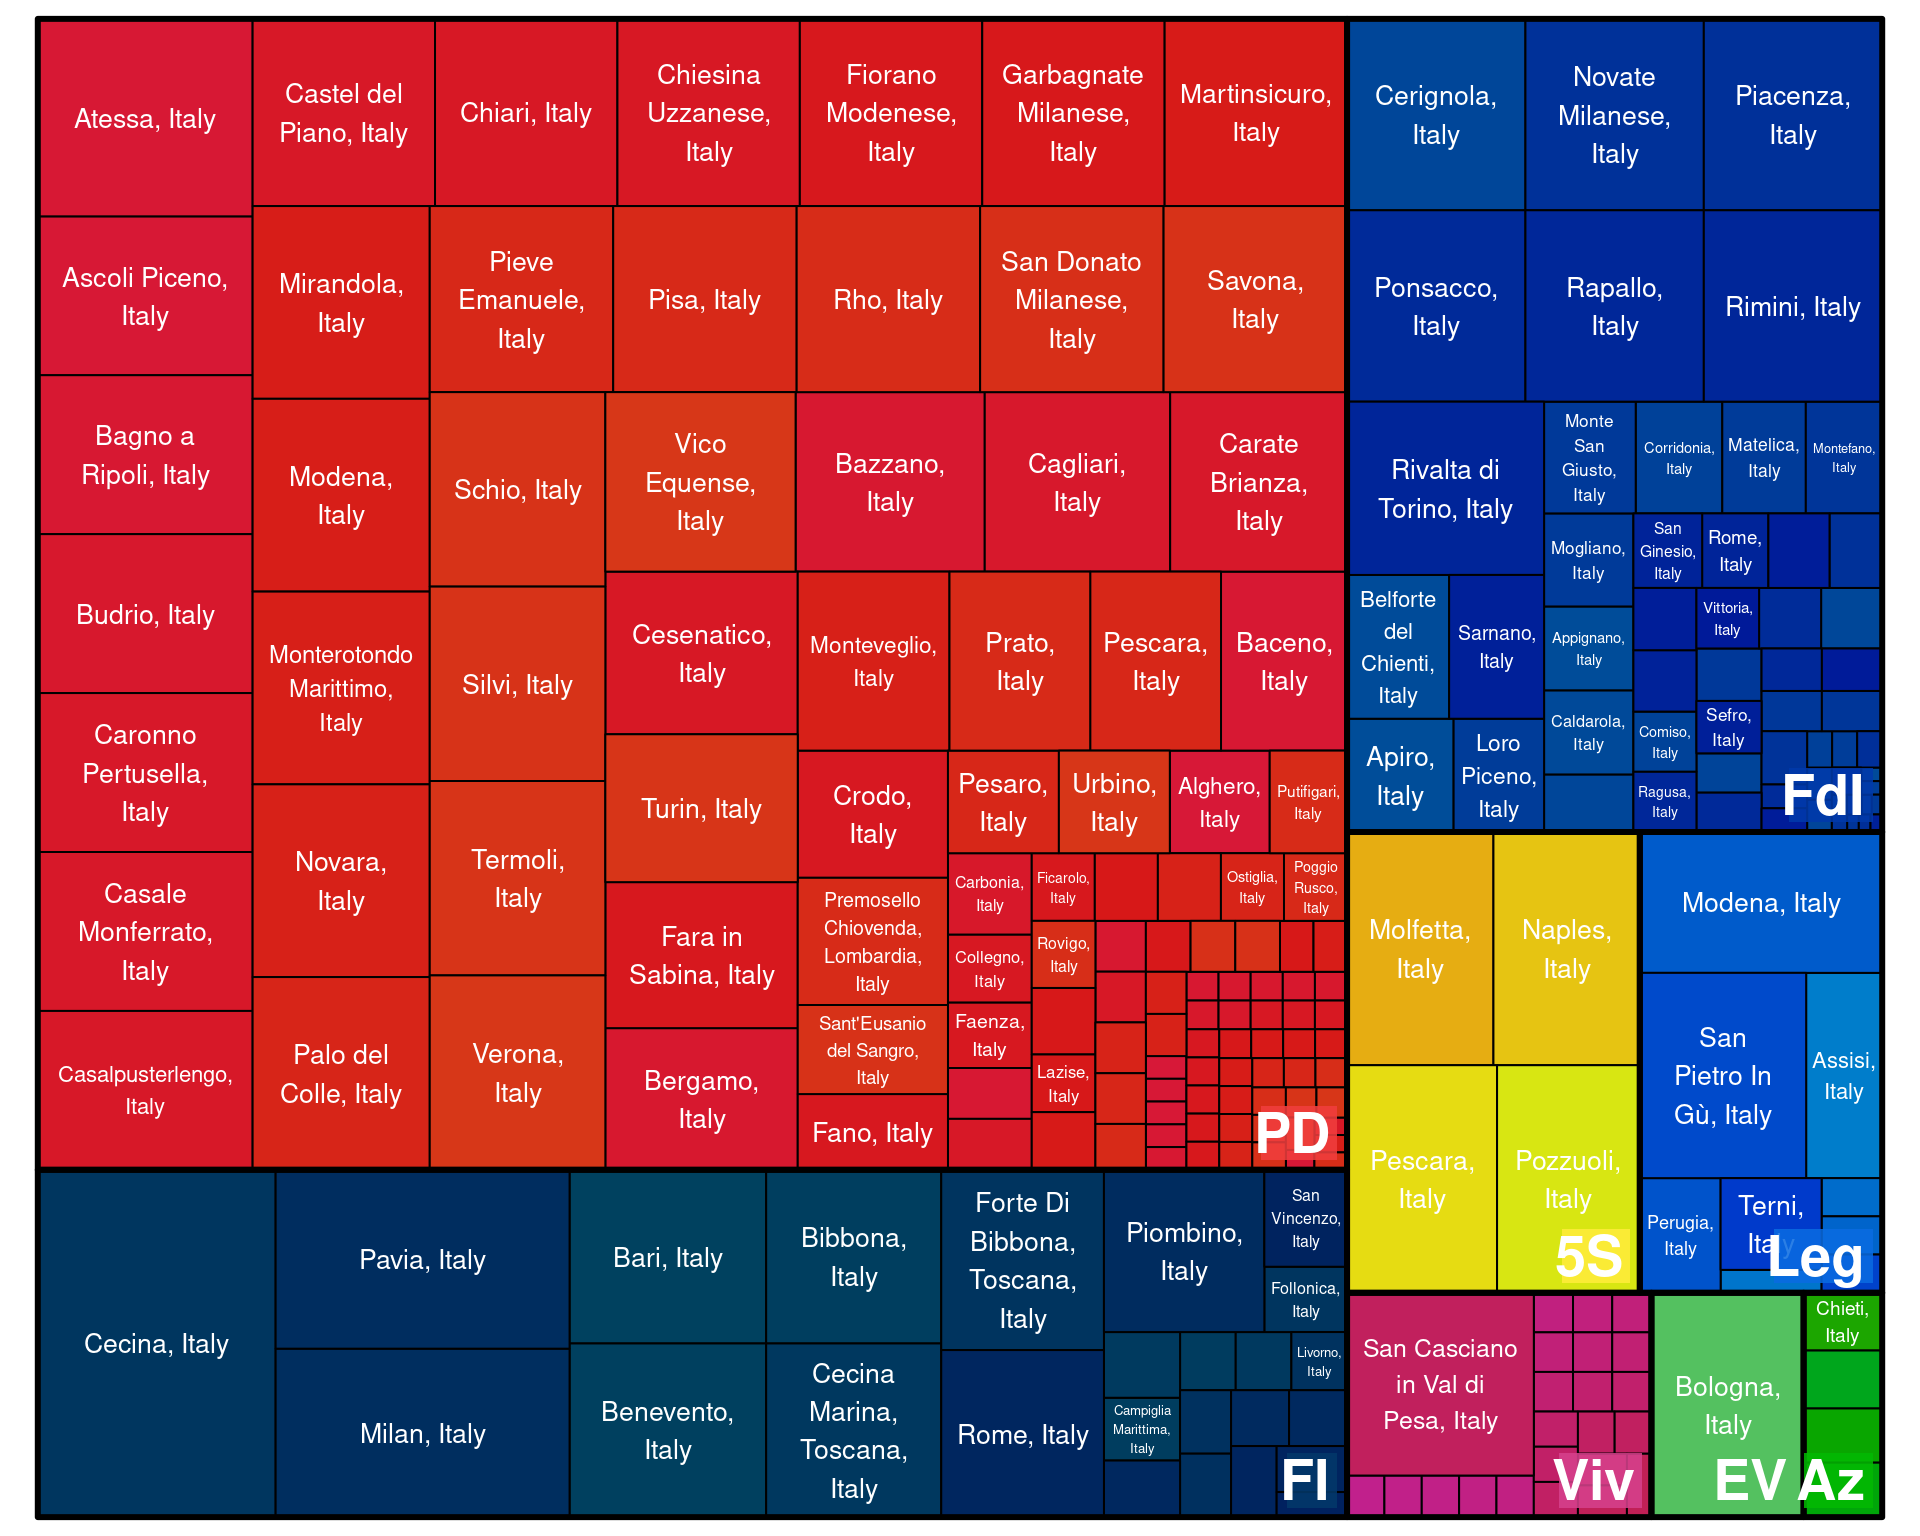 Atessa, Italy
Castel del
Piano, Italy
Chiari, Italy
Chiesina
Uzzanese,
Italy
Fiorano
Modenese,
Italy
Garbagnate
Milanese,
Italy
Martinsicuro,
Italy
Ascoli Piceno,
Italy
Mirandola,
Italy
Pieve
Emanuele,
Italy
Pisa, Italy
Rho, Italy
San Donato
Milanese,
Italy
Savona,
Italy
Bagno a
Ripoli, Italy
Modena,
Italy
Schio, Italy
Vico
Equense,
Italy
Bazzano,
Italy
Cagliari,
Italy
Carate
Brianza,
Italy
Budrio, Italy
Monterotondo
Marittimo,
Italy
Silvi, Italy
Cesenatico,
Italy
Monteveglio,
Italy
Prato,
Italy
Pescara,
Italy
Baceno,
Italy
Caronno
Pertusella,
Italy
Novara,
Italy
Termoli,
Italy
Turin, Italy
Crodo,
Italy
Pesaro,
Italy
Urbino,
Italy
Alghero,
Italy
Putifigari,
Italy
Casale
Monferrato,
Italy
Fara in
Sabina, Italy
Premosello
Chiovenda,
Lombardia,
Italy
Carbonia,
Italy
Ficarolo,
Italy
Ostiglia,
Italy
Poggio
Rusco,
Italy
Collegno,
Italy
Rovigo,
Italy
Casalpusterlengo,
Italy
Palo del
Colle, Italy
Verona,
Italy
Bergamo,
Italy
Sant'Eusanio
del Sangro,
Italy
Faenza,
Italy
Lazise,
Italy
Fano, Italy
PD
Cerignola,
Italy
Novate
Milanese,
Italy
Piacenza,
Italy
Ponsacco,
Italy
Rapallo,
Italy
Rimini, Italy
Rivalta di
Torino, Italy
Monte
San
Giusto,
Italy
Corridonia,
Italy
Matelica,
Italy
Montefano,
Italy
Mogliano,
Italy
San
Ginesio,
Italy
Rome,
Italy
Belforte
del
Chienti,
Italy
Sarnano,
Italy
Appignano,
Italy
Vittoria,
Italy
Caldarola,
Italy
Comiso,
Italy
Sefro,
Italy
Apiro,
Italy
Loro
Piceno,
Italy
Ragusa,
Italy
FdI
Molfetta,
Italy
Naples,
Italy
Pescara,
Italy
Pozzuoli,
Italy
5S
Modena, Italy
San
Pietro In
Gù, Italy
Assisi,
Italy
Perugia,
Italy
Terni,
Italy
Leg
Cecina, Italy
Pavia, Italy
Milan, Italy
Bari, Italy
Bibbona,
Italy
Benevento,
Italy
Cecina
Marina,
Toscana,
Italy
Forte Di
Bibbona,
Toscana,
Italy
Rome, Italy
Piombino,
Italy
San
Vincenzo,
Italy
Follonica,
Italy
Livorno,
Italy
Campiglia
Marittima,
Italy
FI
San Casciano
in Val di
Pesa, Italy
Viv
Bologna,
Italy
EV
Chieti,
Italy
Az